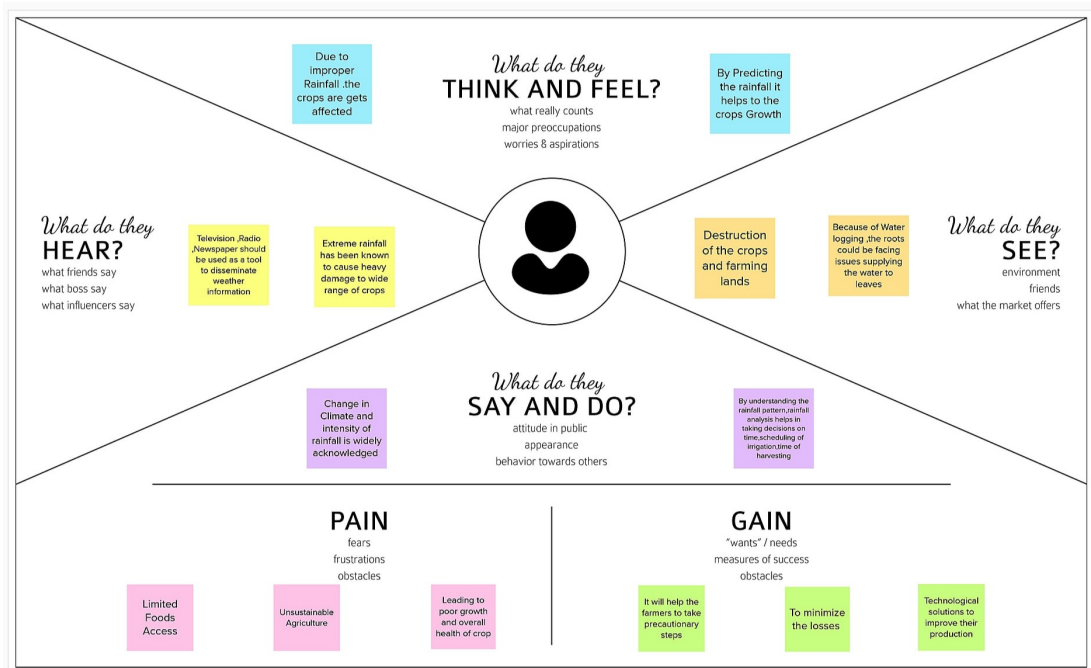 Due to
improper
Rainfall .the
crops are gets
affected
What do they
THINK AND FEEL?
what really counts
major preoccupations
worries & aspirations
By Predicting
the rainfall it
helps to the
crops Growth
What do they
HEAR?
what friends say
what boss say
what influencers say
Television ,Radio
,Newspaper should
be used as a tool
to disseminate
weather
information
Extreme rainfall
has been known
to cause heavy
damage to wide
range of crops
Destruction
of the crops
and farming
lands
Because of Water
logging ,the roots
could be facing
issues supplying
the water to
leaves
What do they
SEE?
environment
friends
what the market offers
Change in
Climate and
intensity of
rainfall is widely
acknowledged
What do they
SAY AND DO?
attitude in public
appearance
behavior towards others
By understanding the
rainfall pattern,rainfall
analysis helps in
taking decisions on
time,scheduling of
irrigation,time of
harvesting
PAIN
fears
frustrations
obstacles
Limited
Foods
Access
Unsustainable
Agriculture
Leading to
poor growth
and overall
health of crop
GAIN
"wants" / needs
measures of success
obstacles
It will help the
farmers to take
precautionary
steps
To minimize
the losses
Technological
solutions to
improve their
production